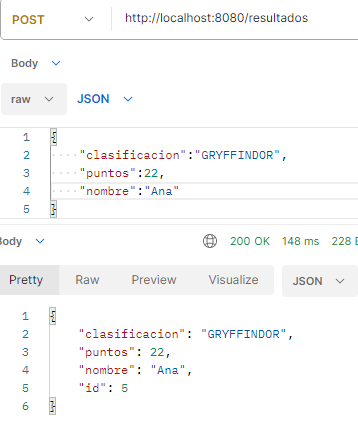 POST http://localhost:8080/resultados
Body
raw JSON
1 {
2 "clasificacion":"GRYFFINDOR",
3 "puntos":22,
4 "nombre":"Ana"
5 }
Body 200 OK 148 ms 228
Pretty Raw Preview Visualize JSON
1 {
2 "clasificacion": "GRYFFINDOR",
3 "puntos": 22,
4 "nombre": "Ana",
5 "id": 5
6 }